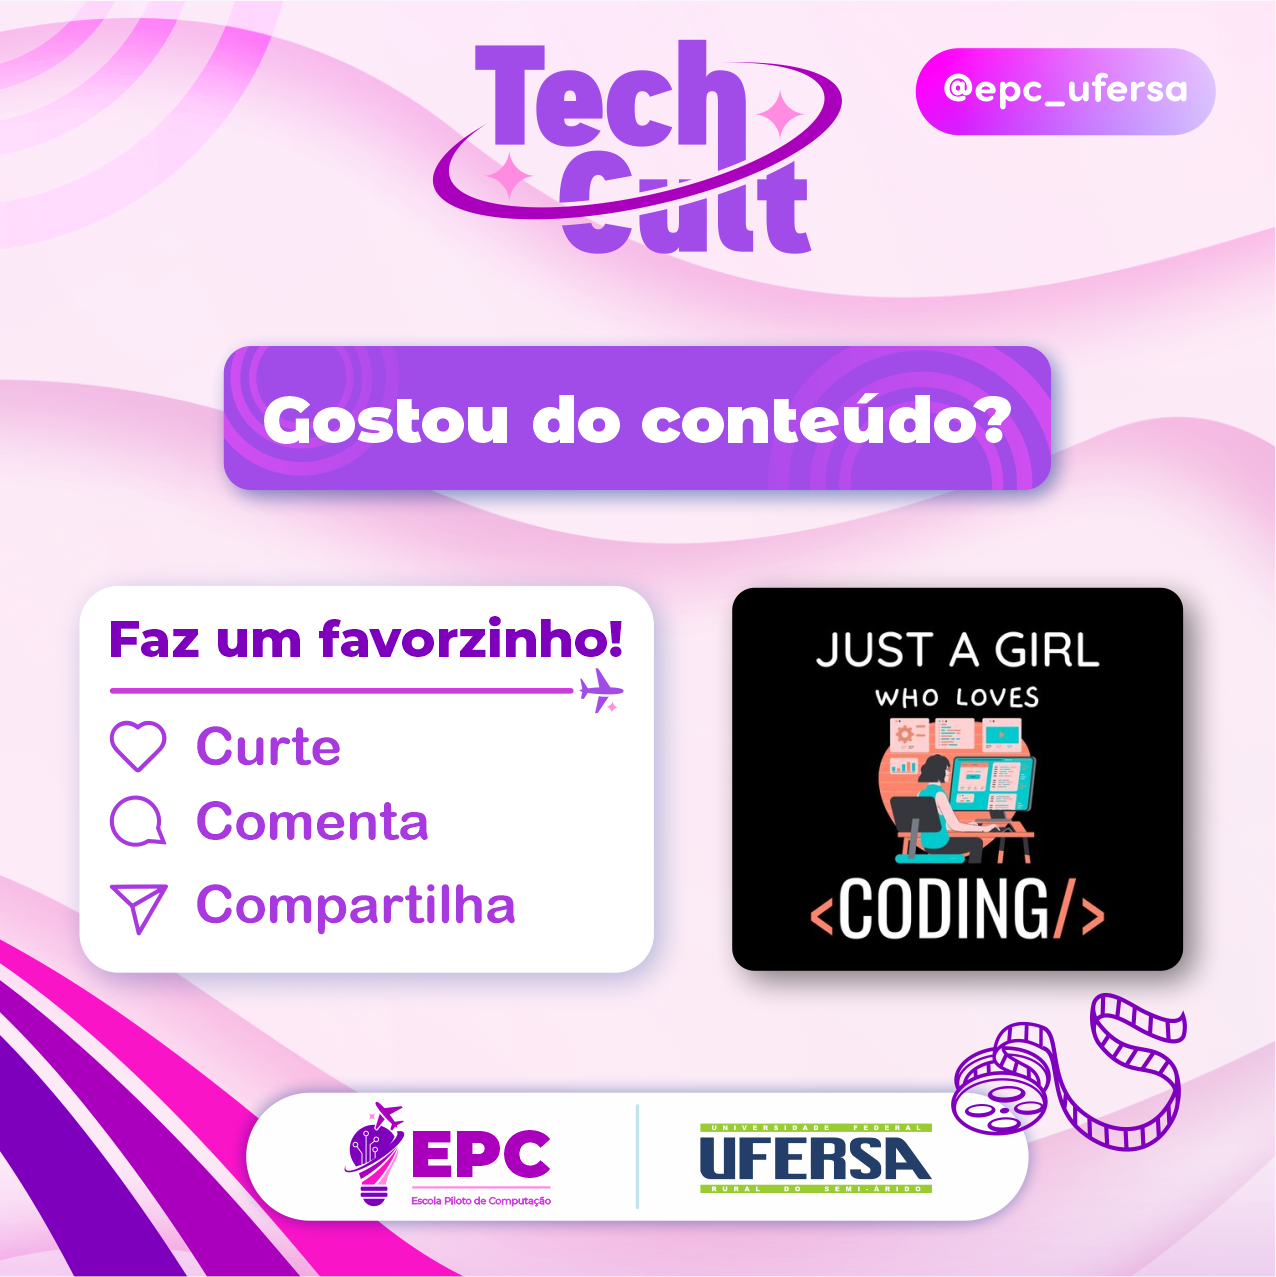 Tech
Cult
@epc_ufersa
Gostou do conteúdo?
Faz um favorzinho!
Curte
Comenta
Compartilha
JUST A GIRL
WHO LOVES
<CODING/>
EPC
Escola Piloto de Computação
UNIVERSIDADE FEDERAL
UFERSA
RURAL DO SEMI-ÁRIDO